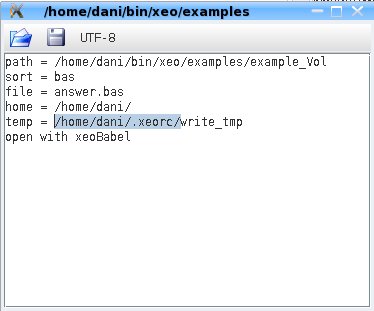 /home/dani/bin/xeo/examples
UTF-8
path = /home/dani/bin/xeo/examples/example_Vol
sort = bas
file = answer.bas
home = /home/dani/
temp = /home/dani/.xeorc/write_tmp
open with xeoBabel